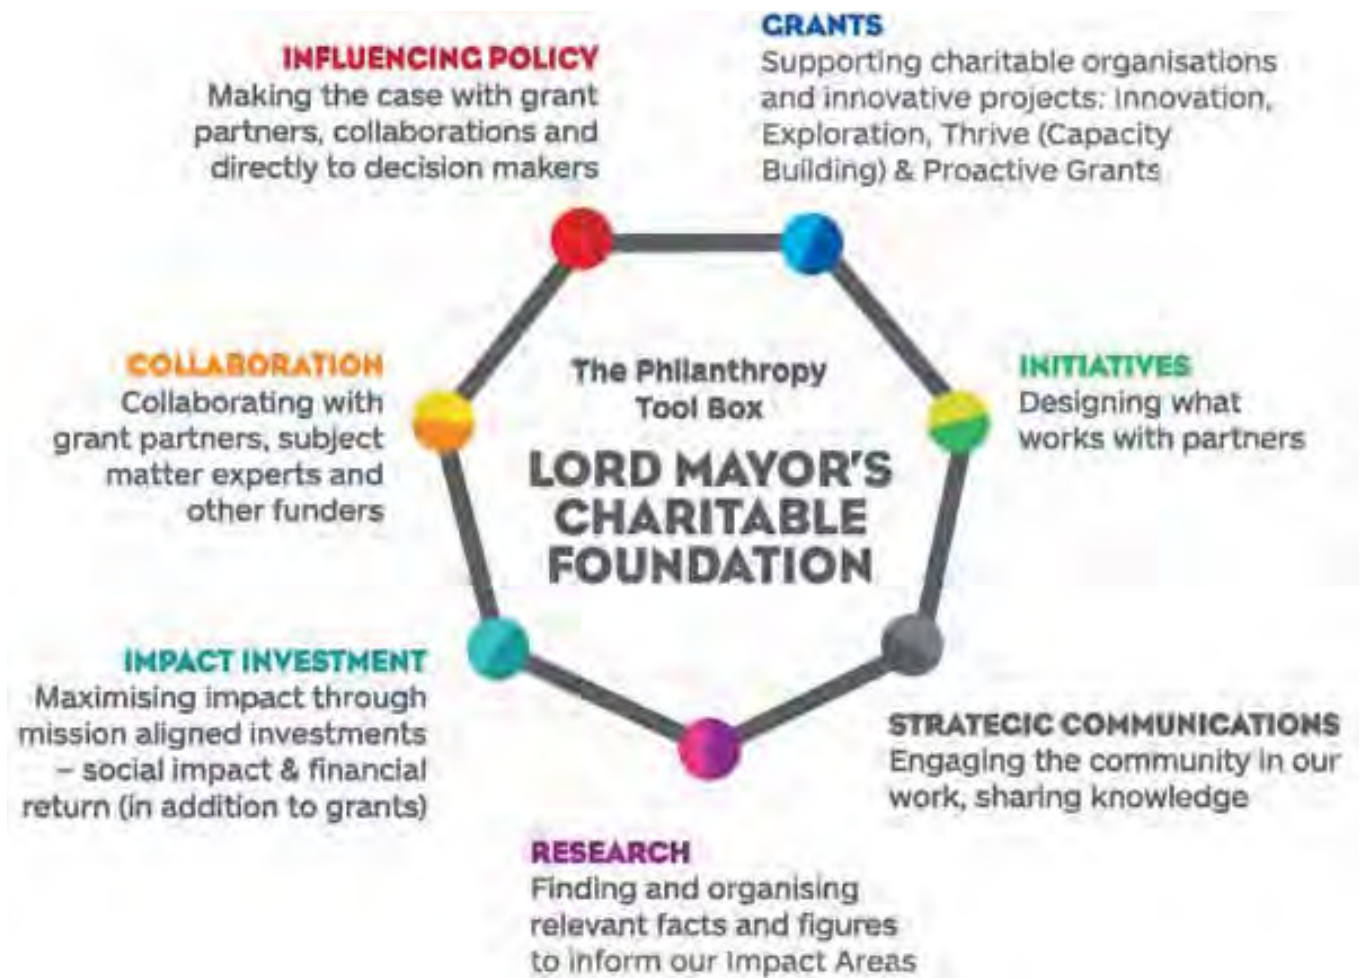 INFLUENCING POLICY
Making the case with grant
partners, collaborations and
directly to decision makers
GRANTS
Supporting charitable organisations
and innovative projects: Innovation,
Exploration, Thrive (Capacity
Building) & Proactive Grants
COLLABORATION
Collaborating with
grant partners, subject
matter experts and
other funders
The Philanthropy
Tool Box
LORD MAYOR'S
CHARITABLE
FOUNDATION
INITIATIVES
Designing what
works with partners
IMPACT INVESTMENT
Maximising impact through
mission aligned investments
– social impact & financial
return (in addition to grants)
STRATEGIC COMMUNICATIONS
Engaging the community in our
work, sharing knowledge
RESEARCH
Finding and organising
relevant facts and figures
to inform our Impact Areas